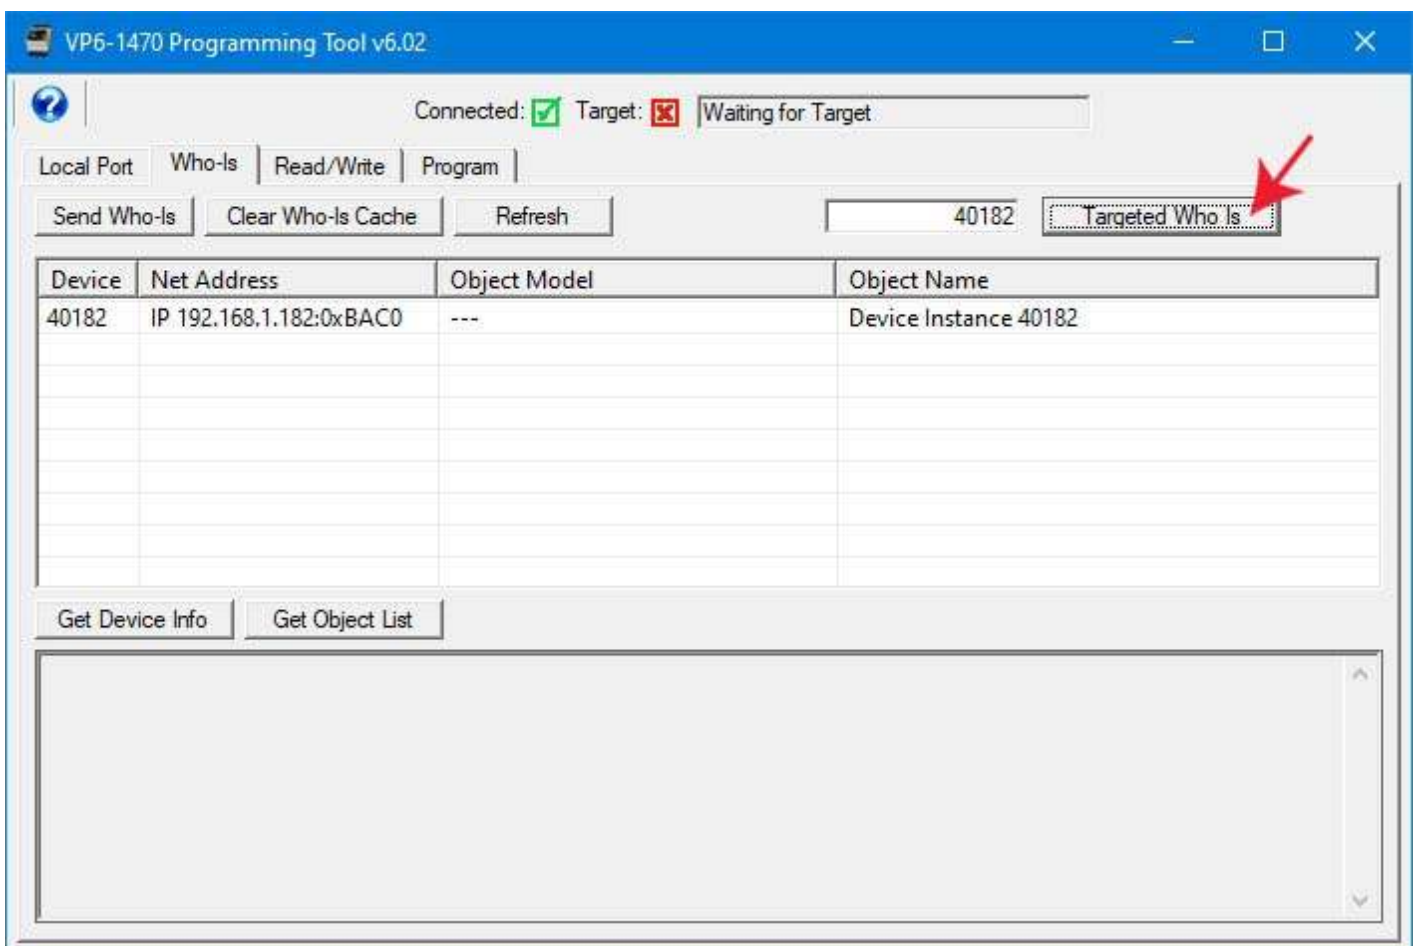 VP6-1470 Programming Tool v6.02
Connected: Target: Waiting for Target
Local Port Who-Is Read/Write Program
Send Who-Is Clear Who-Is Cache Refresh 40182 Targeted Who Is
Device Net Address Object Model Object Name
40182 IP 192.168.1.182:0xBAC0 --- Device Instance 40182
Get Device Info Get Object List